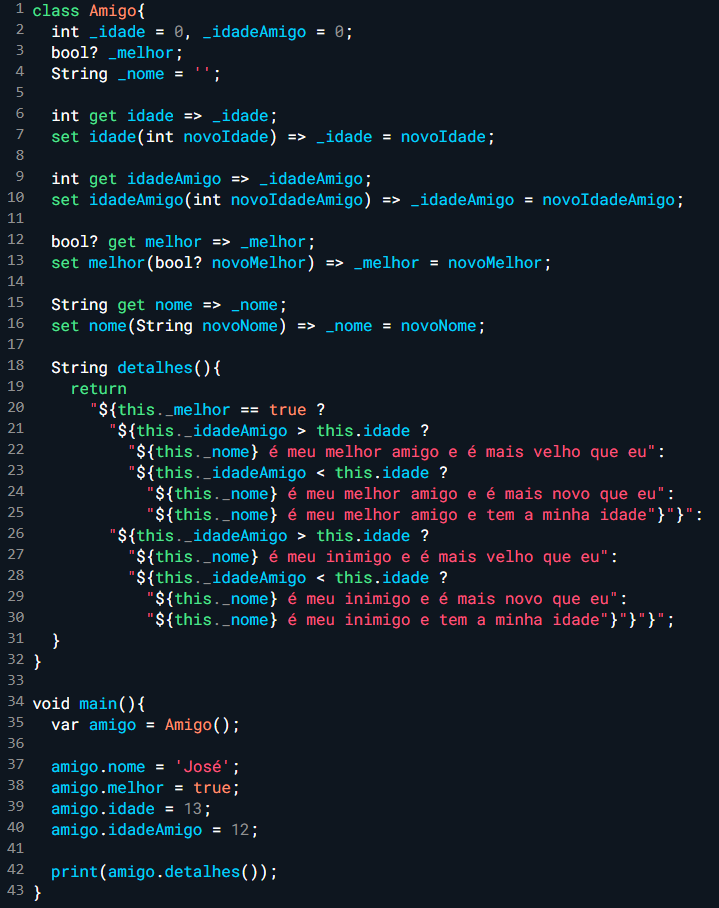 1 class Amigo{
2   int _idade = 0, _idadeAmigo = 0;
3   bool? _melhor;
4   String _nome = '';
5
6   int get idade => _idade;
7   set idade(int novoIdade) => _idade = novoIdade;
8
9   int get idadeAmigo => _idadeAmigo;
10   set idadeAmigo(int novoIdadeAmigo) => _idadeAmigo = novoIdadeAmigo;
11
12   bool? get melhor => _melhor;
13   set melhor(bool? novoMelhor) => _melhor = novoMelhor;
14
15   String get nome => _nome;
16   set nome(String novoNome) => _nome = novoNome;
17
18   String detalhes(){
19     return
20       "${this._melhor == true ?
21         "${this._idadeAmigo > this.idade ?
22           "${this._nome} é meu melhor amigo e é mais velho que eu":
23           "${this._idadeAmigo < this.idade ?
24             "${this._nome} é meu melhor amigo e é mais novo que eu":
25             "${this._nome} é meu melhor amigo e tem a minha idade"}"}":
26         "${this._idadeAmigo > this.idade ?
27           "${this._nome} é meu inimigo e é mais velho que eu":
28           "${this._idadeAmigo < this.idade ?
29             "${this._nome} é meu inimigo e é mais novo que eu":
30             "${this._nome} é meu inimigo e tem a minha idade"}"}"}";
31   }
32 }
33
34 void main(){
35   var amigo = Amigo();
36
37   amigo.nome = 'José';
38   amigo.melhor = true;
39   amigo.idade = 13;
40   amigo.idadeAmigo = 12;
41
42   print(amigo.detalhes());
43 }